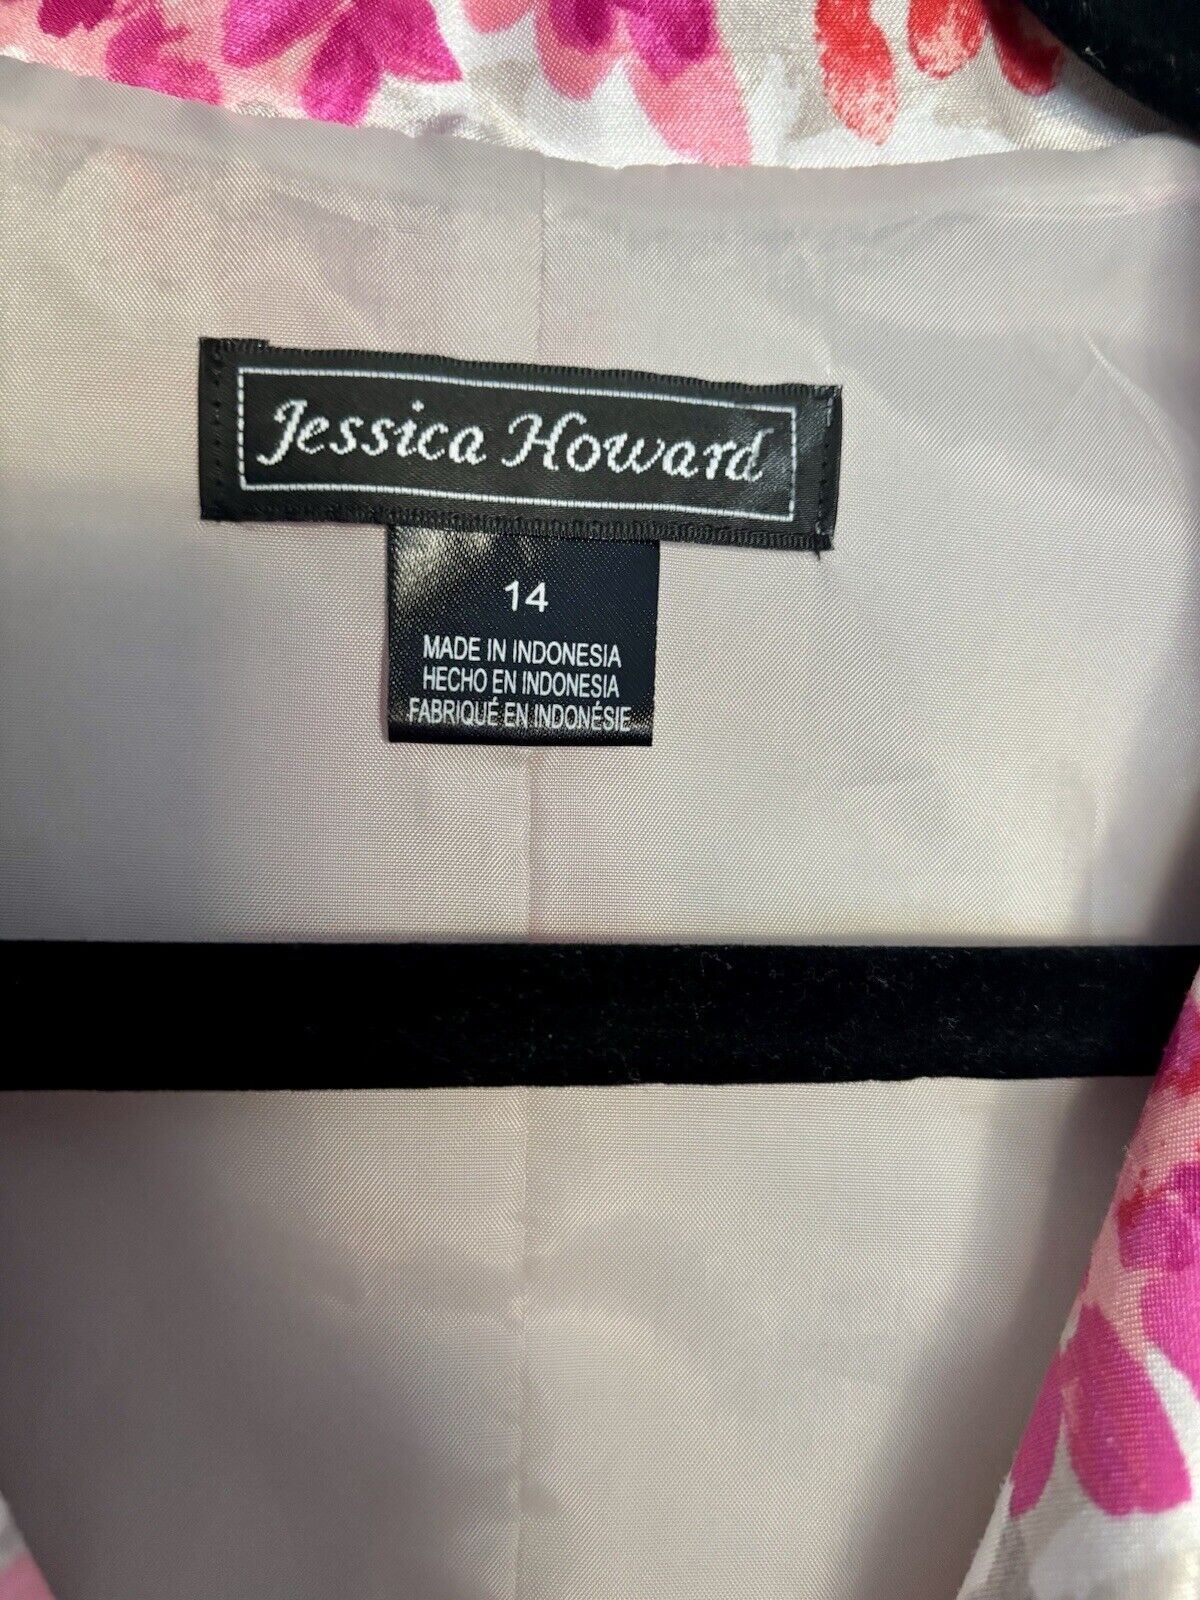 Jessica Howard
14
MADE IN INDONESIA
HECHO EN INDONESIA
FABRIQUÉ EN INDONÉSIE